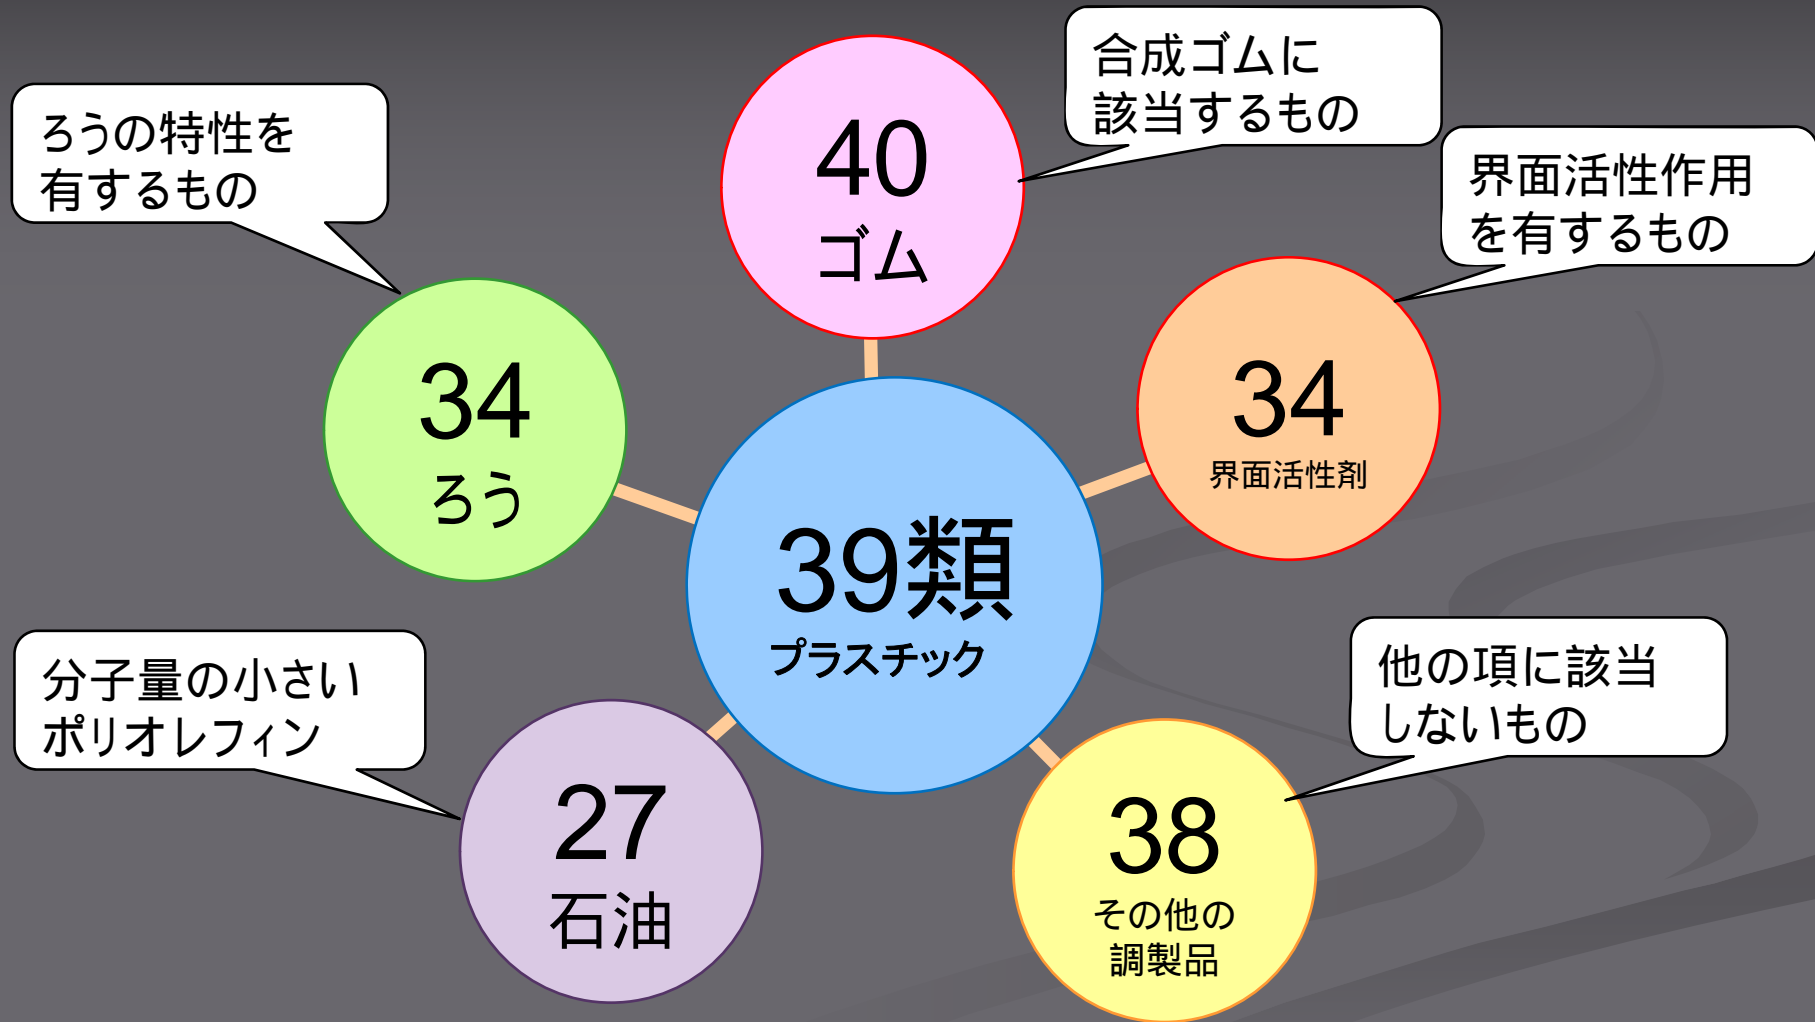 合成ゴムに
該当するもの
ろうの特性を
有するもの
40
ゴム
界面活性作用
を有するもの
34
ろう
34
界面活性剤
39類
プラスチック
分子量の小さい
ポリオレフィン
他の項に該当
しないもの
27
石油
38
その他の
調製品